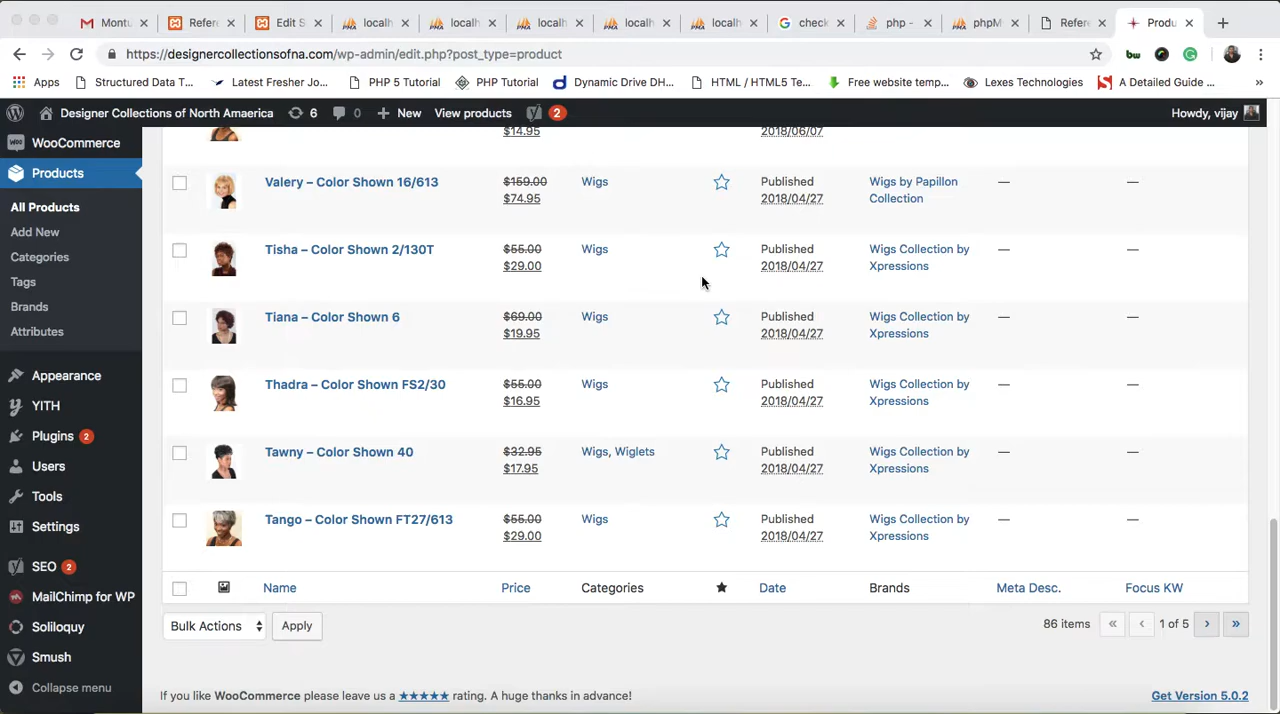 Montu
Refere
Edit S
localh
localh
localh
localh
localh
check
php -
phpM
Refere
Produ
https://designercollectionsofna.com/wp-admin/edit.php?post_type=product
Apps
Structured Data T...
Latest Fresher Jo...
PHP 5 Tutorial
PHP Tutorial
Dynamic Drive DH...
HTML / HTML5 Te...
Free website temp...
Lexes Technologies
A Detailed Guide ...
»
Designer Collections of North Amaerica
6
0
New
View products
2
Howdy, vijay
WooCommerce
Products
All Products
Add New
Categories
Tags
Brands
Attributes
Appearance
YITH
Plugins 2
Users
Tools
Settings
SEO 2
MailChimp for WP
Soliloquy
Smush
Collapse menu
$14.95
2018/06/07
Valery – Color Shown 16/613
$159.00
$74.95
Wigs
Published
2018/04/27
Wigs by Papillon
Collection
—
—
Tisha – Color Shown 2/130T
$55.00
$29.00
Wigs
Published
2018/04/27
Wigs Collection by
Xpressions
—
—
Tiana – Color Shown 6
$69.00
$19.95
Wigs
Published
2018/04/27
Wigs Collection by
Xpressions
—
—
Thadra – Color Shown FS2/30
$55.00
$16.95
Wigs
Published
2018/04/27
Wigs Collection by
Xpressions
—
—
Tawny – Color Shown 40
$32.95
$17.95
Wigs, Wiglets
Published
2018/04/27
Wigs Collection by
Xpressions
—
—
Tango – Color Shown FT27/613
$55.00
$29.00
Wigs
Published
2018/04/27
Wigs Collection by
Xpressions
—
—
Name
Price
Categories
Date
Brands
Meta Desc.
Focus KW
Bulk Actions
Apply
86 items
«
‹
1 of 5
›
»
If you like WooCommerce please leave us a ★★★★★ rating. A huge thanks in advance!
Get Version 5.0.2